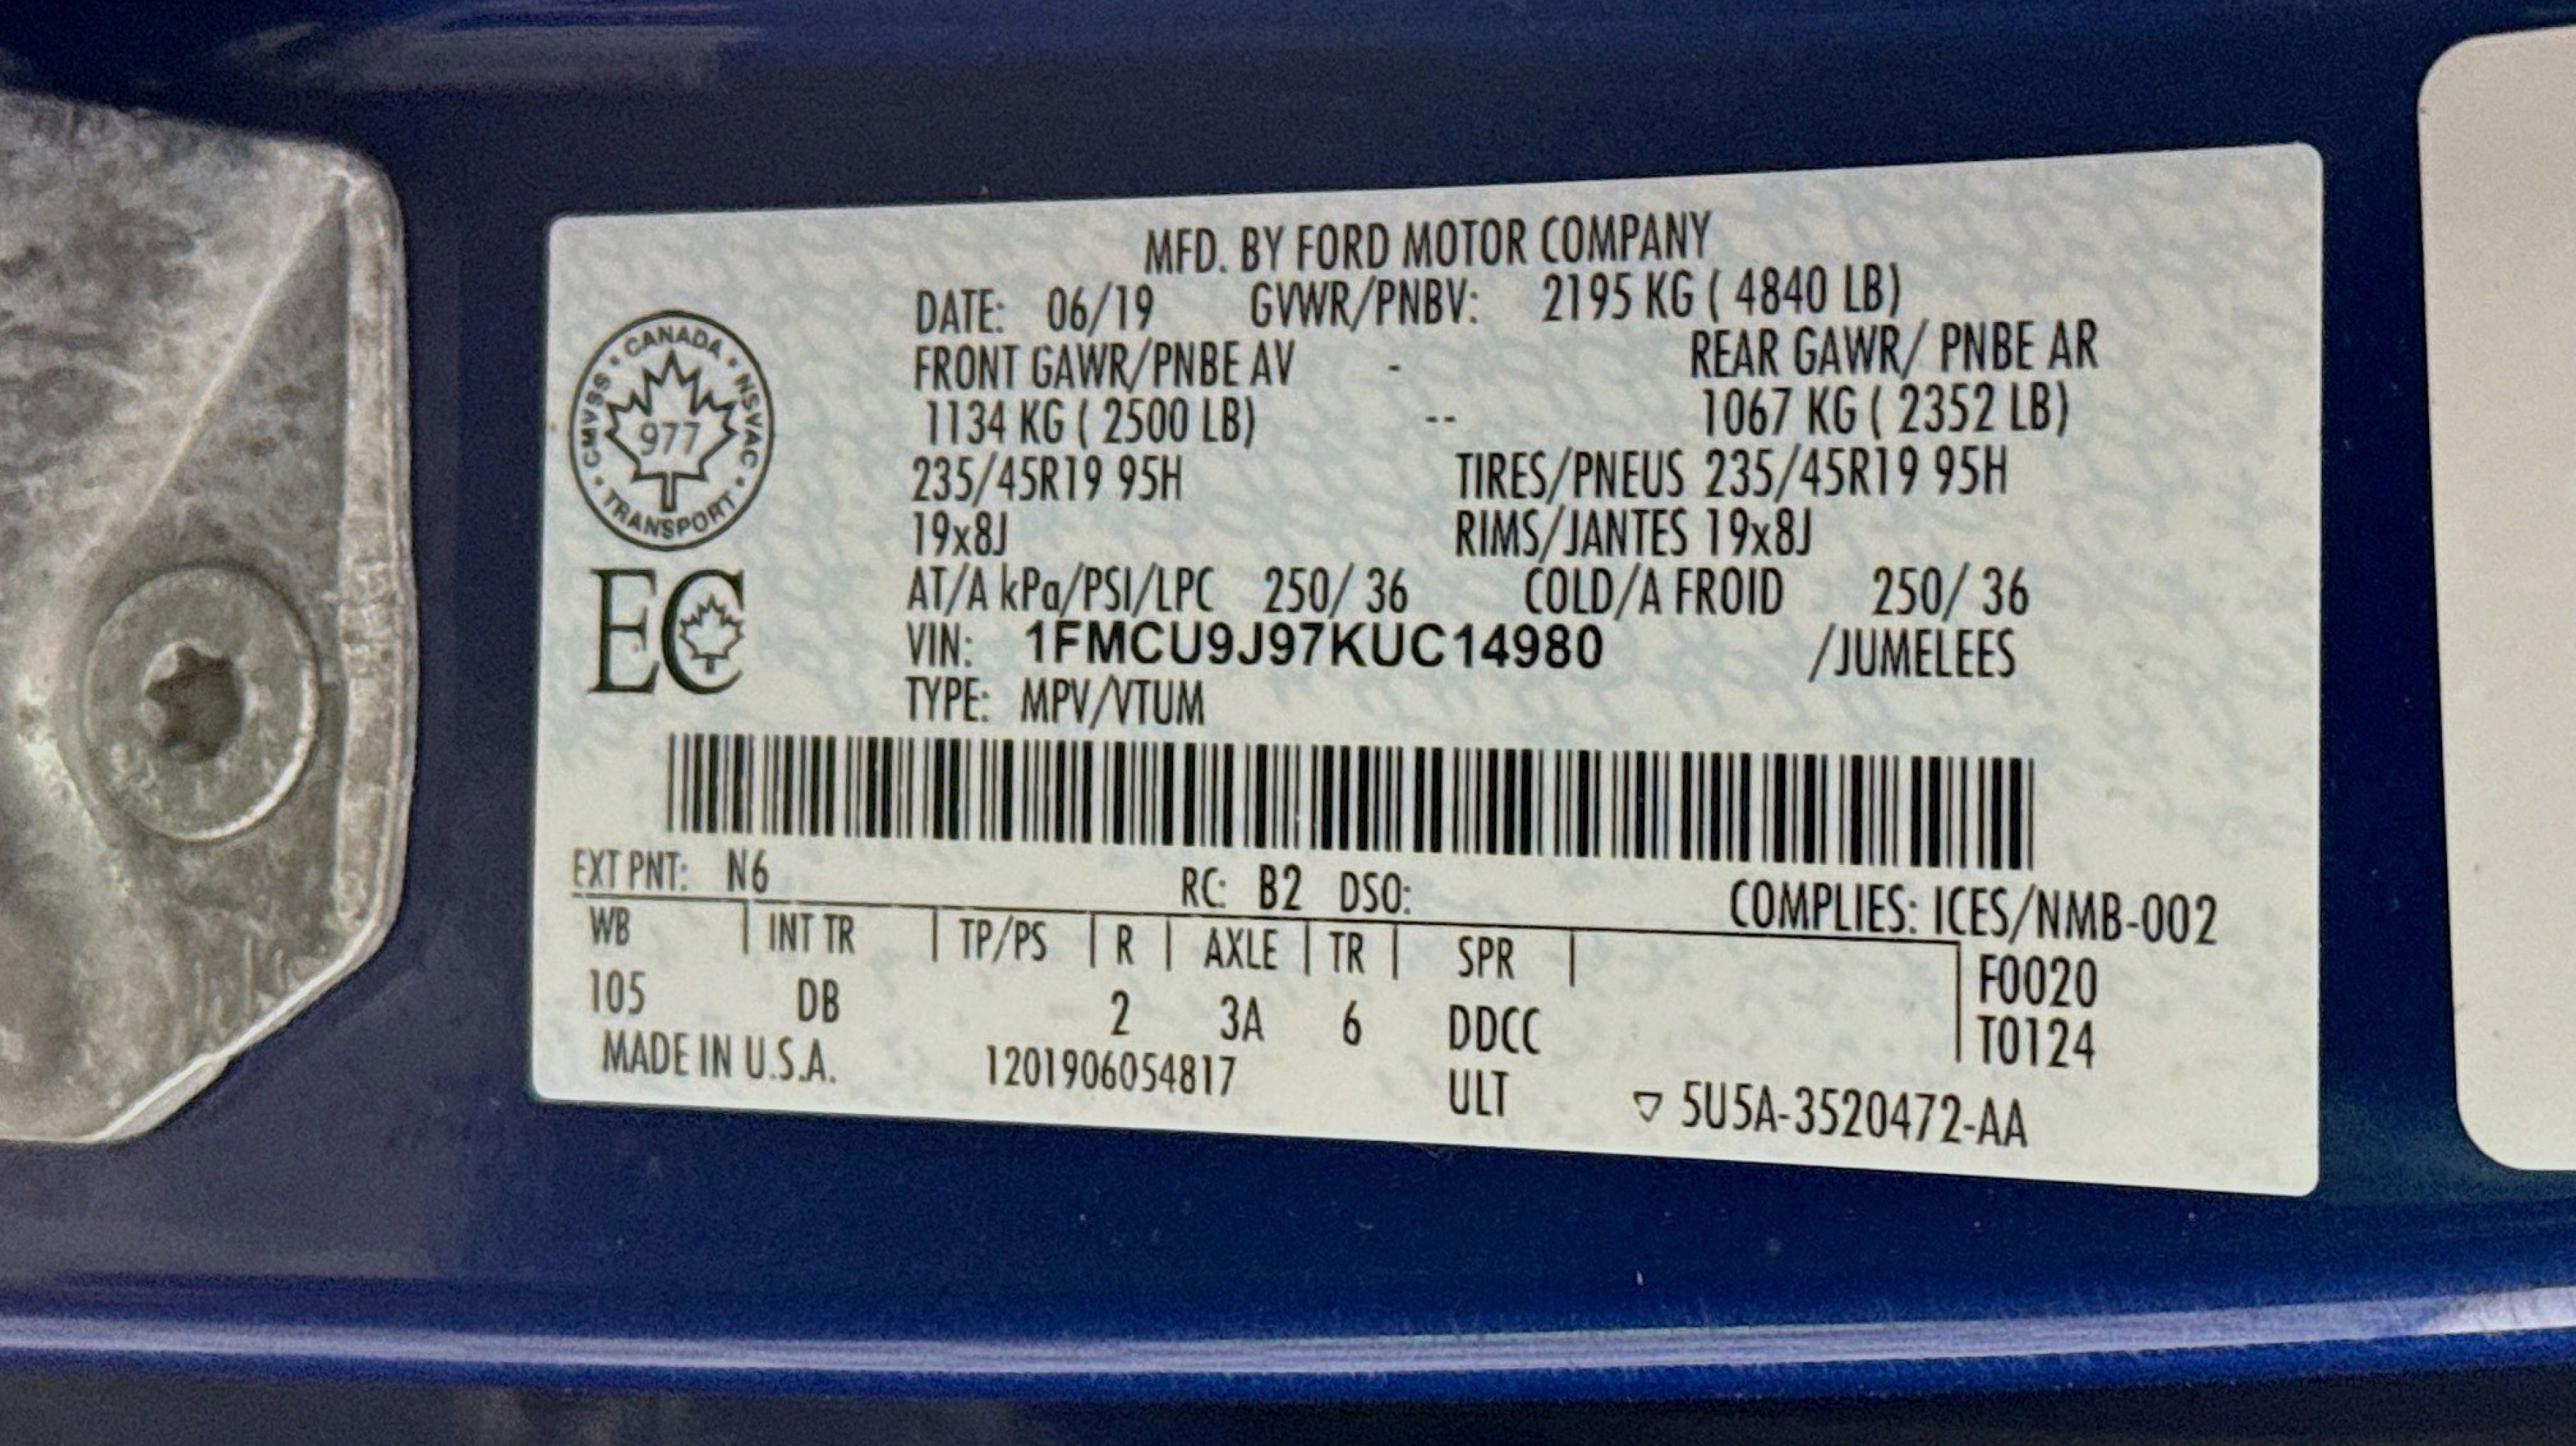 MFD. BY FORD MOTOR COMPANY
DATE: 06/19 GVWR/PNBV: 2195 KG ( 4840 LB)
FRONT GAWR/PNBE AV - REAR GAWR/ PNBE AR
1134 KG ( 2500 LB) -- 1067 KG ( 2352 LB)
235/45R19 95H TIRES/PNEUS 235/45R19 95H
19x8J RIMS/JANTES 19x8J
AT/A kPa/PSI/LPC 250/ 36 COLD/A FROID 250/ 36
VIN: 1FMCU9J97KUC14980 /JUMELEES
TYPE: MPV/VTUM
CMVSS • CANADA • NSVAC • TRANSPORT •
977
EC
EXT PNT: N6 RC: B2 DSO: COMPLIES: ICES/NMB-002
WB | INT TR | TP/PS | R | AXLE | TR | SPR | F0020
105 DB 2 3A 6 DDCC T0124
MADE IN U.S.A. 1201906054817 ULT ▽ 5U5A-3520472-AA